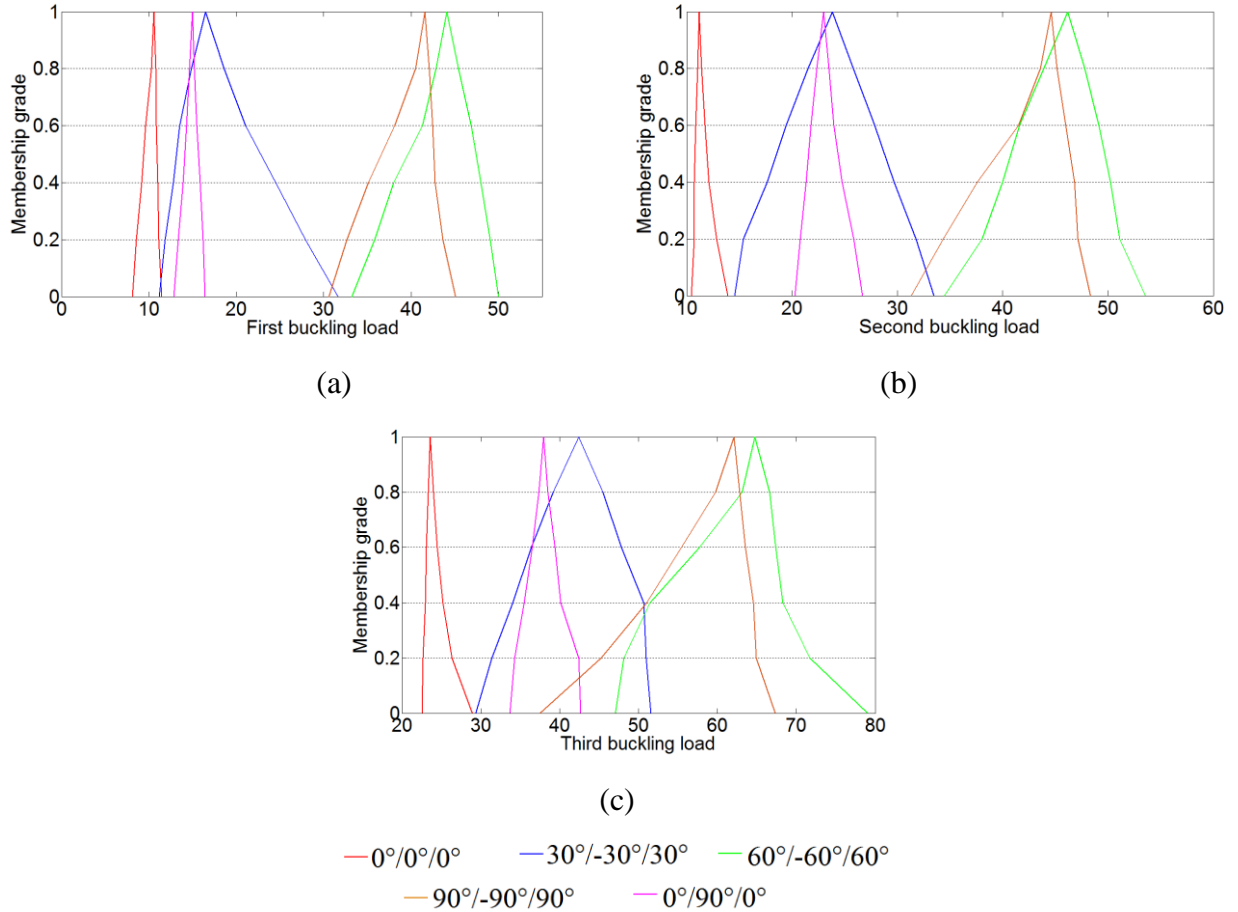 1
0.8
0.6
0.4
0.2
0
Membership grade
0 10 20 30 40 50
First buckling load
(a)
1
0.8
0.6
0.4
0.2
0
Membership grade
10 20 30 40 50 60
Second buckling load
(b)
1
0.8
0.6
0.4
0.2
0
Membership grade
20 30 40 50 60 70 80
Third buckling load
(c)
0°/0°/0° 30°/-30°/30° 60°/-60°/60°
90°/-90°/90° 0°/90°/0°